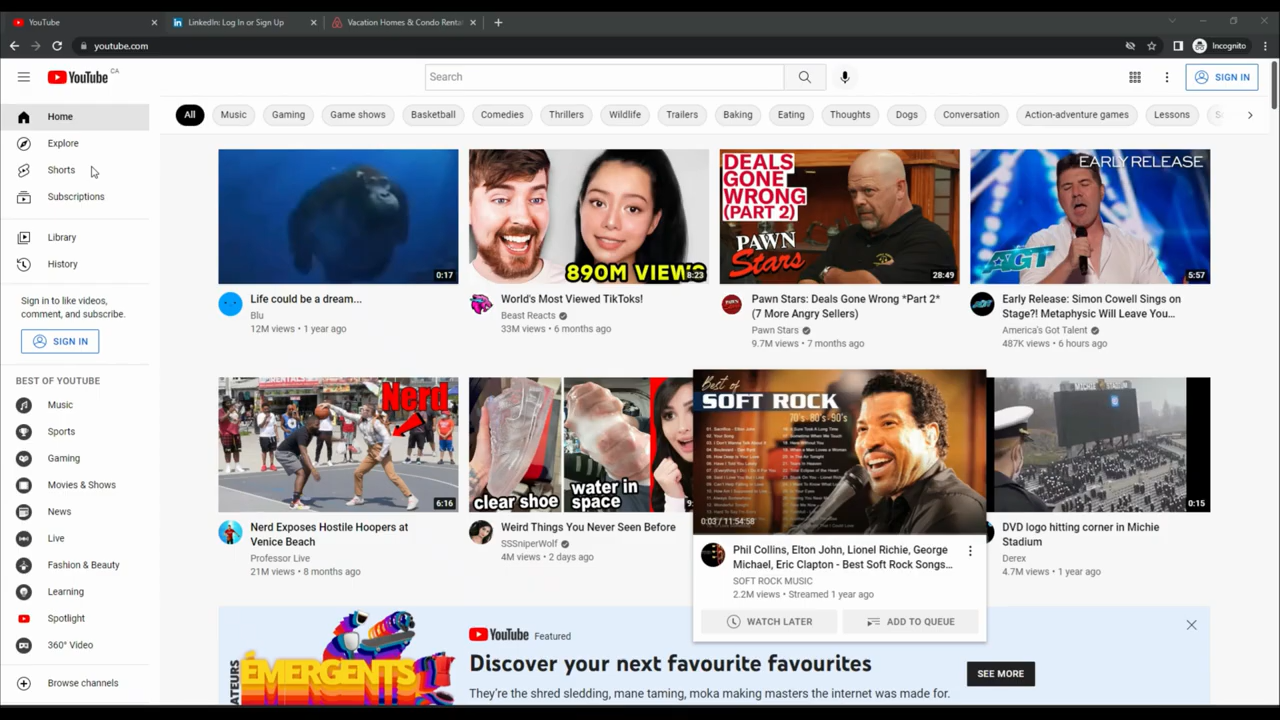 YouTube
LinkedIn: Log In or Sign Up
Vacation Homes & Condo Renta
youtube.com
Incognito
YouTube CA
Search
SIGN IN
Home
Explore
Shorts
Subscriptions
Library
History
Sign in to like videos,
comment, and subscribe.
SIGN IN
BEST OF YOUTUBE
Music
Sports
Gaming
Movies & Shows
News
Live
Fashion & Beauty
Learning
Spotlight
360° Video
Browse channels
All
Music
Gaming
Game shows
Basketball
Comedies
Thrillers
Wildlife
Trailers
Baking
Eating
Thoughts
Dogs
Conversation
Action-adventure games
Lessons
0:17
Life could be a dream...
Blu
12M views • 1 year ago
890M VIEWS
8:23
World's Most Viewed TikToks!
Beast Reacts
33M views • 6 months ago
DEALS
GONE
WRONG
(PART 2)
PAWN
Stars
28:49
Pawn Stars: Deals Gone Wrong *Part 2*
(7 More Angry Sellers)
Pawn Stars
9.7M views • 7 months ago
EARLY RELEASE
AGT
5:57
Early Release: Simon Cowell Sings on
Stage?! Metaphysic Will Leave You...
America's Got Talent
487K views • 6 hours ago
Nerd
6:16
Nerd Exposes Hostile Hoopers at
Venice Beach
Professor Live
21M views • 8 months ago
clear shoe
water in
space
Weird Things You Never Seen Before
SSSniperWolf
4M views • 2 days ago
Best of
SOFT ROCK
70's-80's-90's
0:03 / 11:54:58
Phil Collins, Elton John, Lionel Richie, George
Michael, Eric Clapton - Best Soft Rock Songs...
SOFT ROCK MUSIC
2.2M views • Streamed 1 year ago
WATCH LATER
ADD TO QUEUE
0:15
DVD logo hitting corner in Michie
Stadium
Derex
4.7M views • 1 year ago
ÉMERGENTS
YouTube Featured
Discover your next favourite favourites
They're the shred sledding, mane taming, moka making masters the internet was made for.
SEE MORE